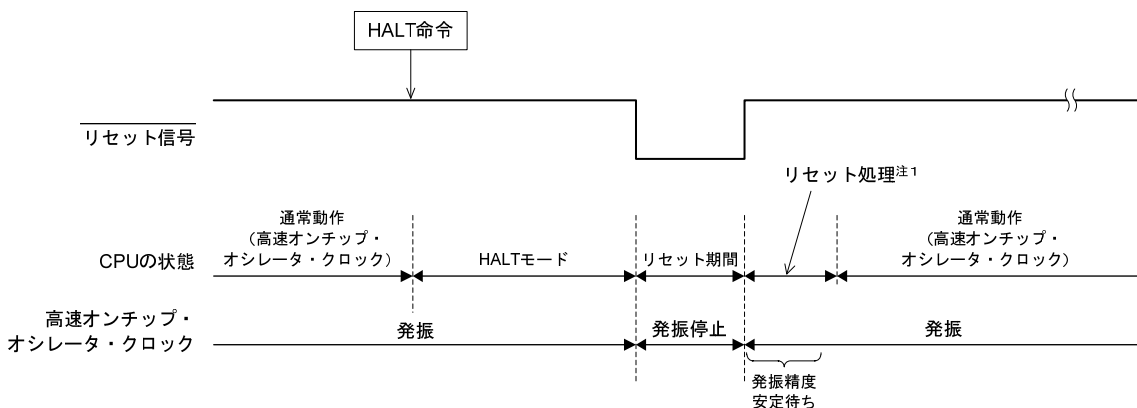 HALT命令
リセット信号
リセット処理注1
通常動作
（高速オンチップ・
オシレータ・クロック）
通常動作
（高速オンチップ・
オシレータ・クロック）
CPUの状態
HALTモード
リセット期間
高速オンチップ・
オシレータ・クロック
発振
発振停止
発振
発振精度
安定待ち